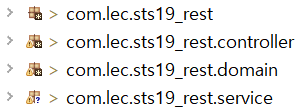 com.lec.sts19_rest
com.lec.sts19_rest.controller
com.lec.sts19_rest.domain
com.lec.sts19_rest.service